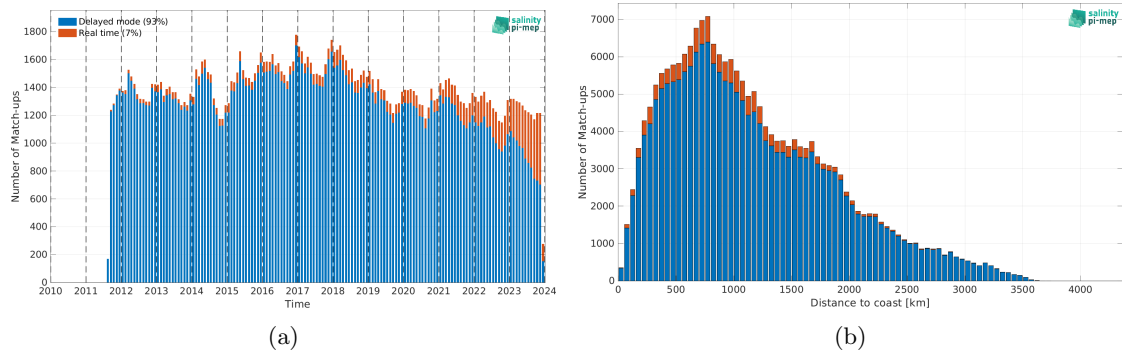 Delayed mode (93%)
Real time (7%)
salinity
pi-mep
Number of Match-ups
1800
1600
1400
1200
1000
800
600
400
200
0
2010 2011 2012 2013 2014 2015 2016 2017 2018 2019 2020 2021 2022 2023 2024
Time
(a)
salinity
pi-mep
Number of Match-ups
7000
6000
5000
4000
3000
2000
1000
0
0 500 1000 1500 2000 2500 3000 3500 4000
Distance to coast [km]
(b)